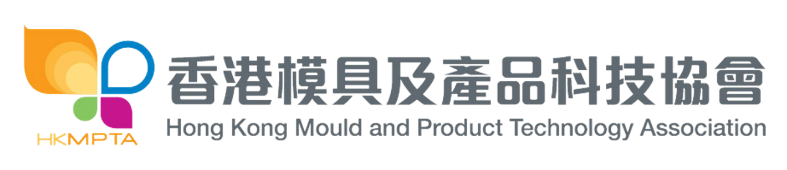 香港模具及產品科技協會
Hong Kong Mould and Product Technology Association
HKMPTA